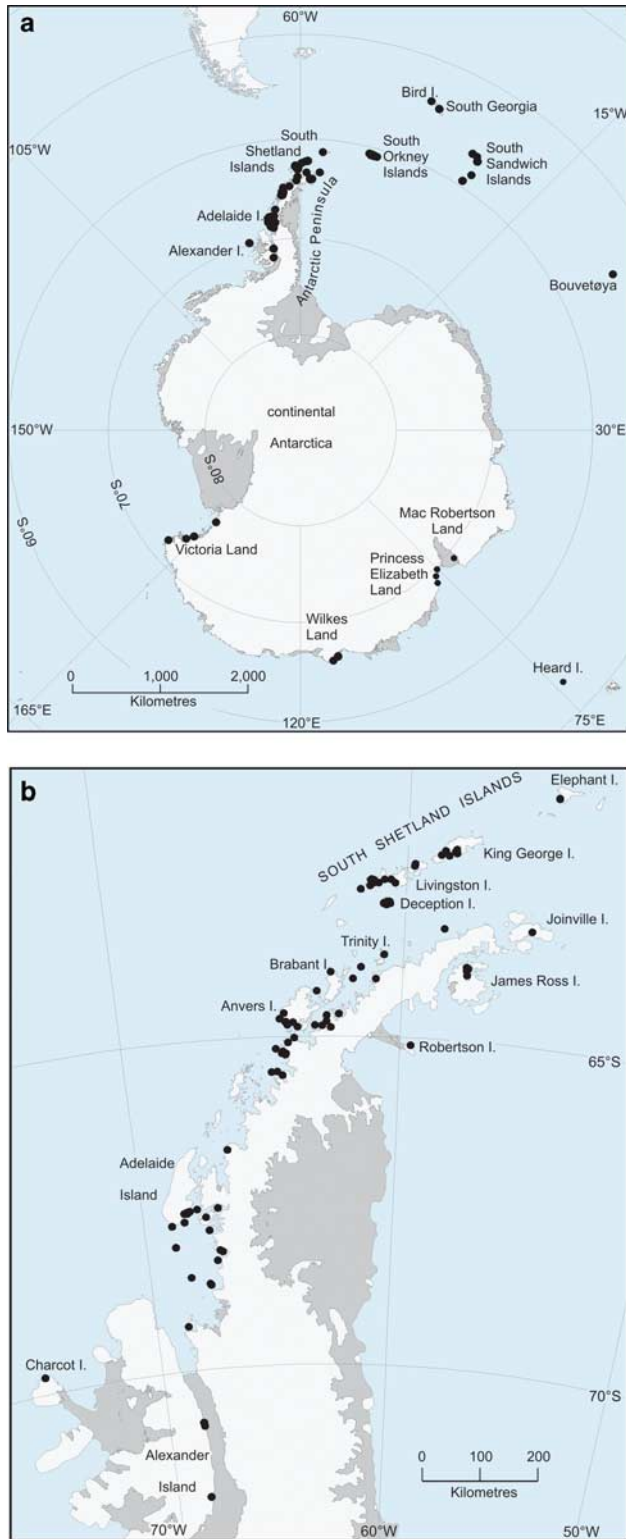 a
60°W
Bird I.
South Georgia
15°W
105°W
South
Shetland
Islands
South
Orkney
Islands
South
Sandwich
Islands
Adelaide I.
Alexander I.
Antarctic Peninsula
Bouvetøya
150°W
continental
Antarctica
30°E
80°S
70°S
60°S
Mac Robertson
Land
Victoria Land
Princess
Elizabeth
Land
Wilkes
Land
Heard I.
0 1,000 2,000
Kilometres
165°E
120°E
75°E
b
Elephant I.
SOUTH SHETLAND ISLANDS
King George I.
Livingston I.
Deception I.
Joinville I.
Trinity I.
Brabant I.
James Ross I.
Anvers I.
Robertson I.
65°S
Adelaide
Island
Charcot I.
70°S
Alexander
Island
0 100 200
Kilometres
70°W
60°W
50°W